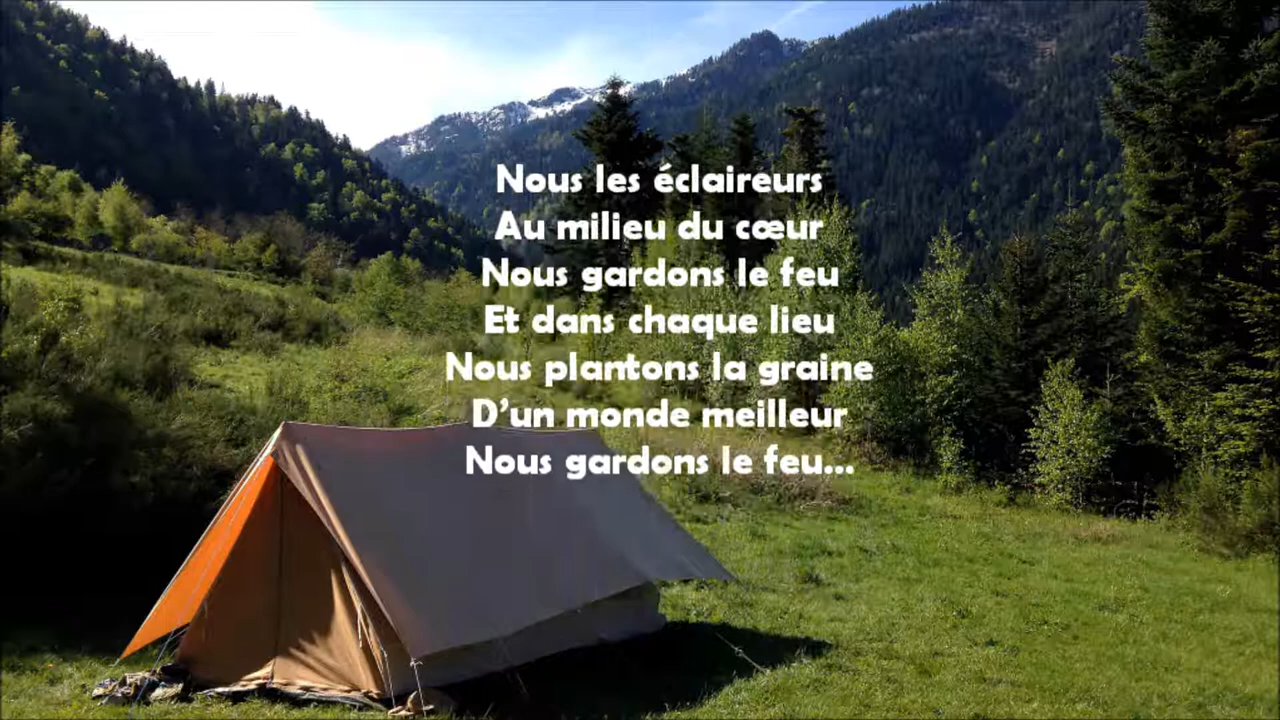 Nous les éclaireurs
Au milieu du cœur
Nous gardons le feu
Et dans chaque lieu
Nous plantons la graine
D’un monde meilleur
Nous gardons le feu...